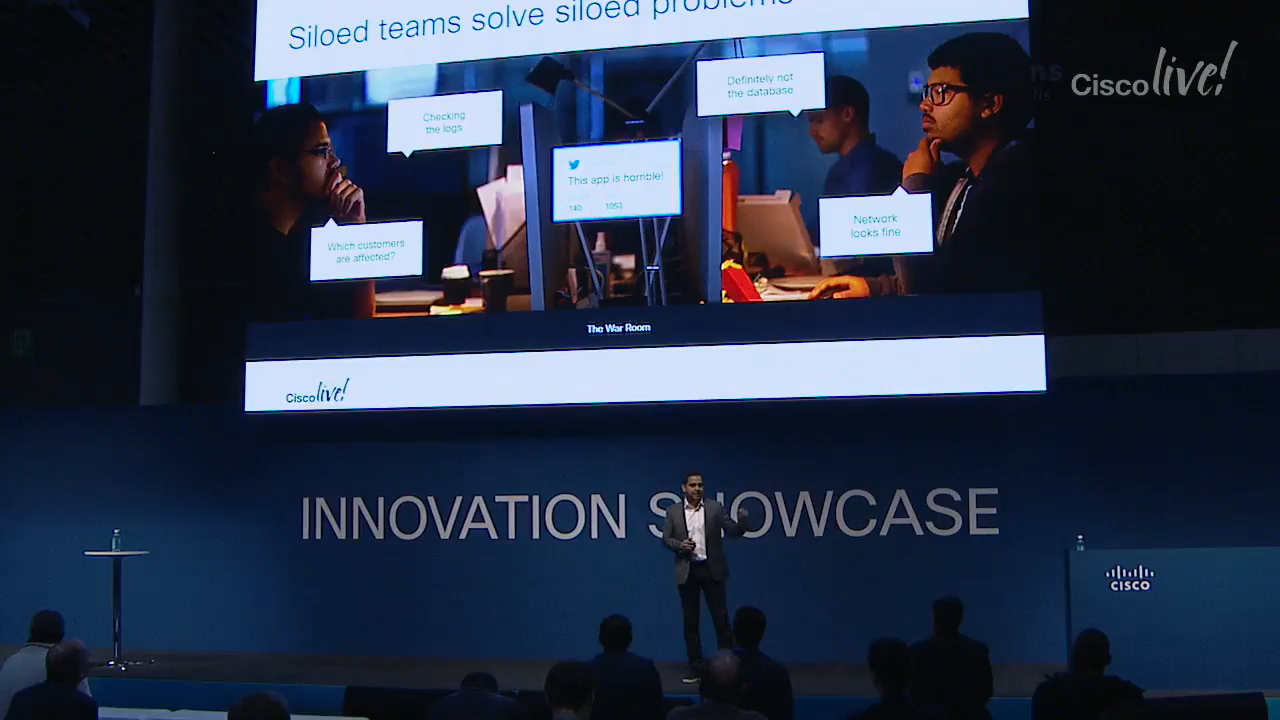 Siloed teams solve siloed problems
Cisco live!
Definitely not
the database
Checking
the logs
This app is horrible!
140 1053
Network
looks fine
Which customers
are affected?
The War Room
Cisco live!
INNOVATION SHOWCASE
CISCO